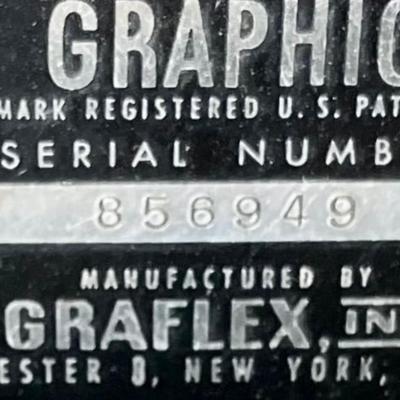 GRAPHIC
MARK REGISTERED U. S. PAT
SERIAL NUMB
856949
MANUFACTURED BY
GRAFLEX, IN
ESTER 8, NEW YORK,